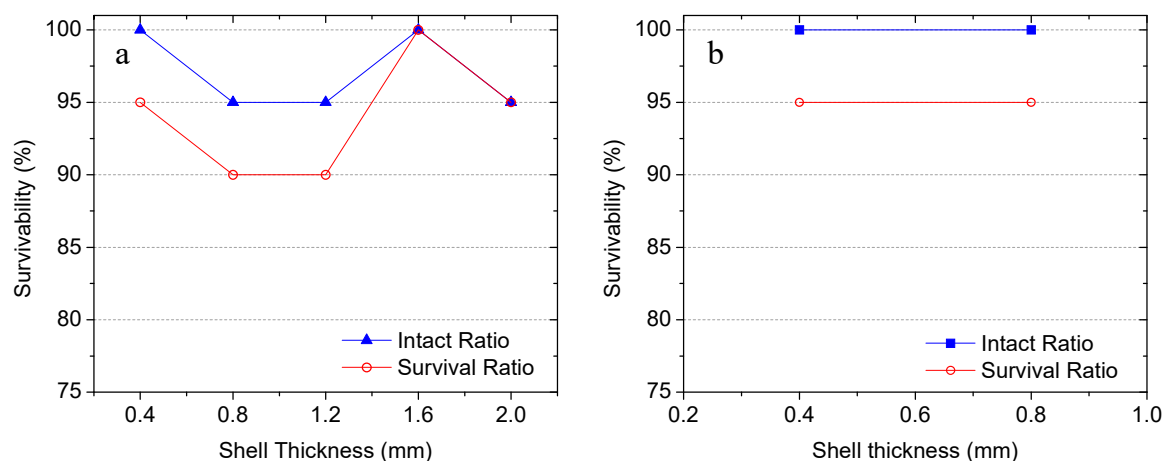 a
Survivability (%)
100
95
90
85
80
75
Intact Ratio
Survival Ratio
0.4 0.8 1.2 1.6 2.0
Shell Thickness (mm)
b
Survivability (%)
100
95
90
85
80
75
Intact Ratio
Survival Ratio
0.2 0.4 0.6 0.8 1.0
Shell thickness (mm)